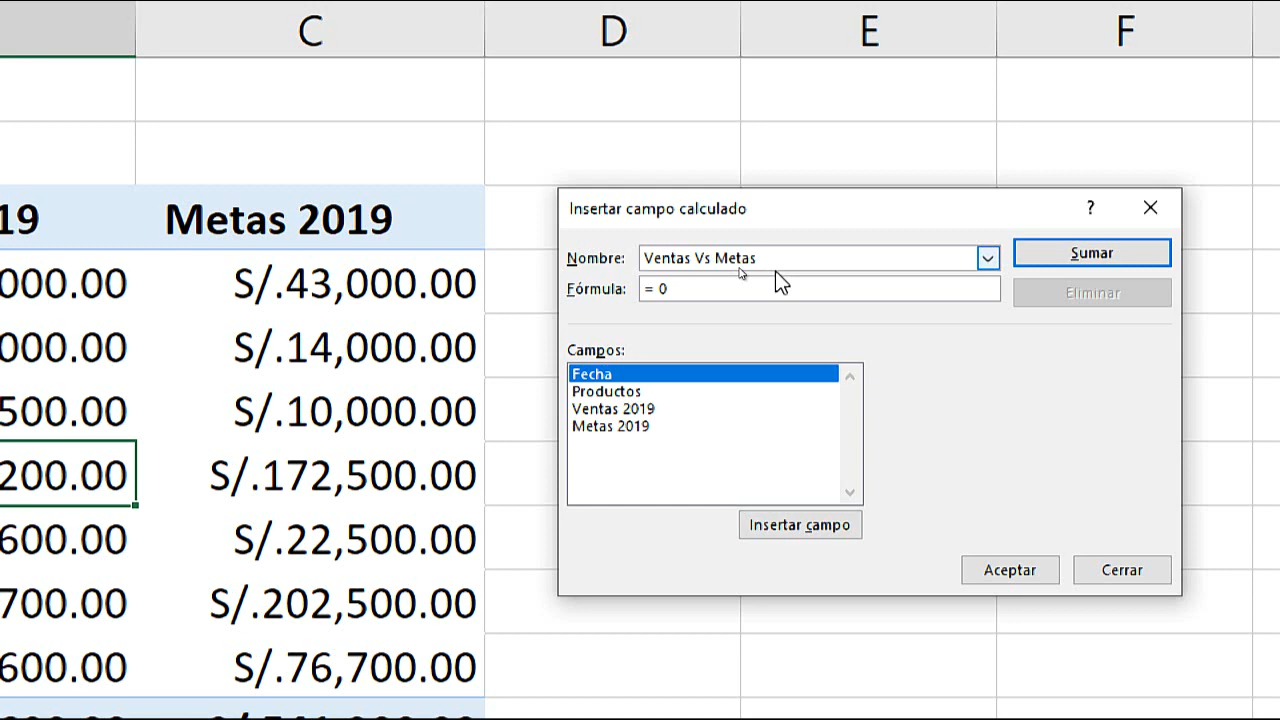 C D E F
19 Metas 2019
000.00 S/.43,000.00
000.00 S/.14,000.00
500.00 S/.10,000.00
200.00 S/.172,500.00
600.00 S/.22,500.00
700.00 S/.202,500.00
600.00 S/.76,700.00
Insertar campo calculado ?
Nombre: Ventas Vs Metas Sumar
Fórmula: = 0 Eliminar
Campos:
Fecha
Productos
Ventas 2019
Metas 2019
Insertar campo
Aceptar Cerrar